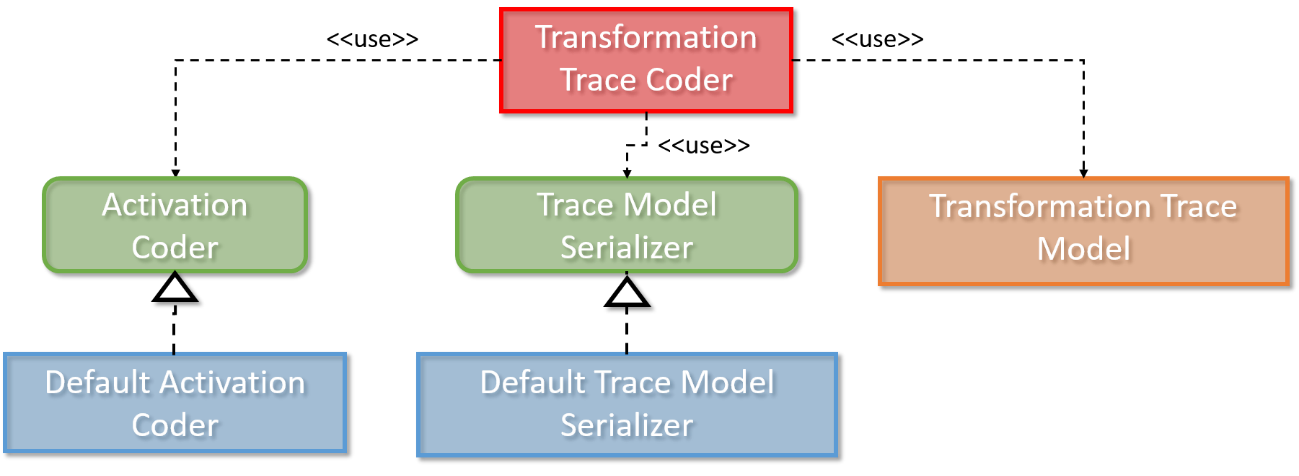 Transformation
Trace Coder
<<use>>
<<use>>
<<use>>
Activation
Coder
Trace Model
Serializer
Transformation Trace
Model
Default Activation
Coder
Default Trace Model
Serializer